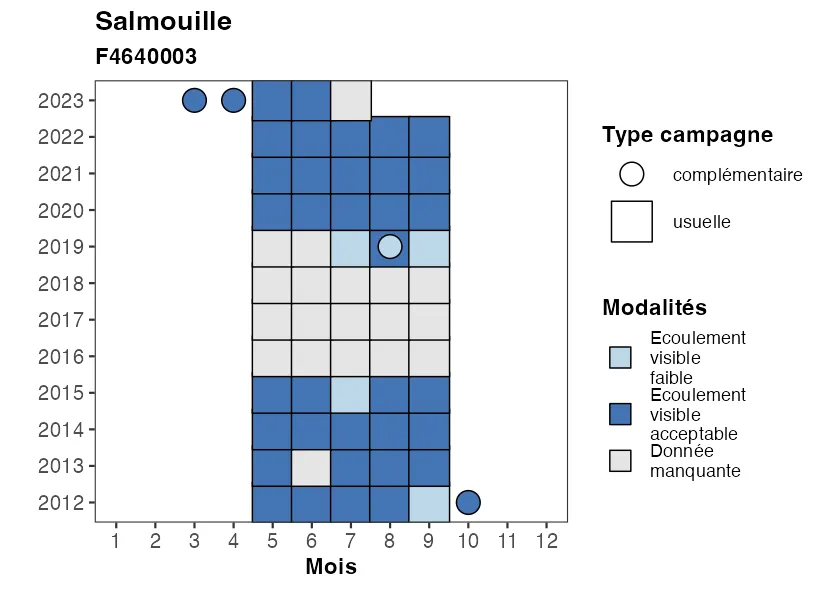 Salmouille
F4640003
2023
2022
2021
2020
2019
2018
2017
2016
2015
2014
2013
2012
1 2 3 4 5 6 7 8 9 10 11 12
Mois
Type campagne
complémentaire
usuelle
Modalités
Ecoulement
visible
faible
Ecoulement
visible
acceptable
Donnée
manquante